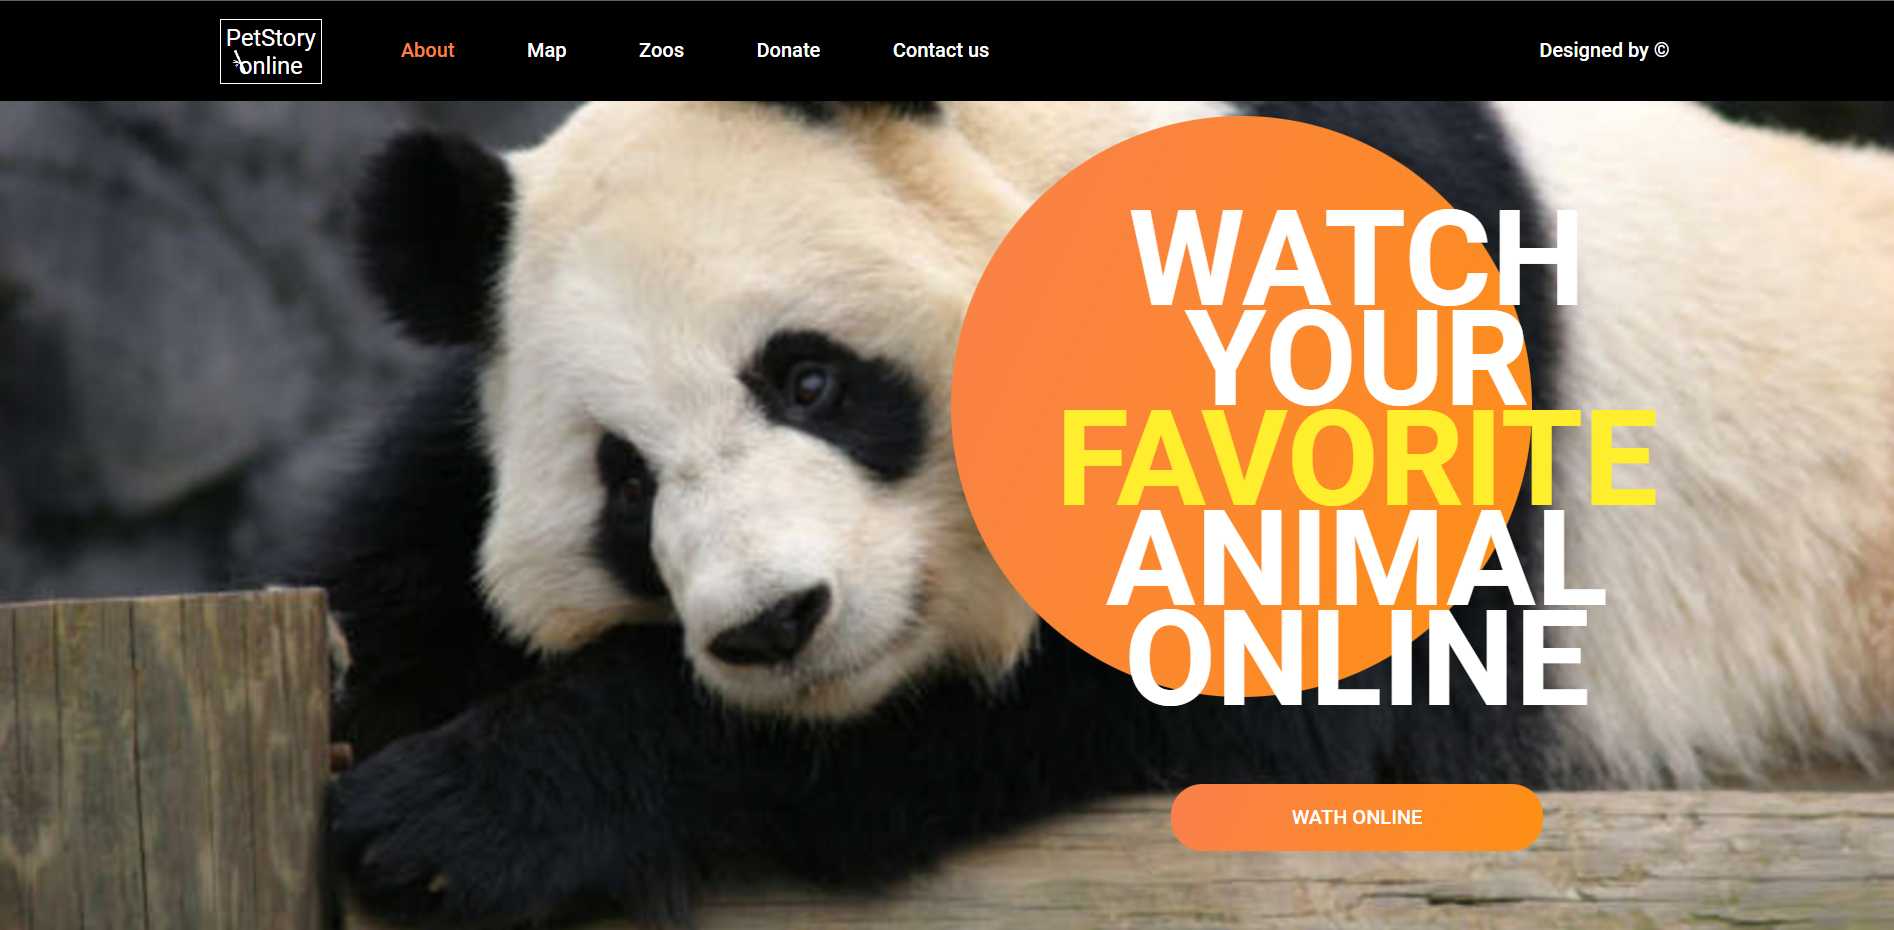 PetStory
online
About
Map
Zoos
Donate
Contact us
Designed by ©
WATCH
YOUR
FAVORITE
ANIMAL
ONLINE
WATH ONLINE